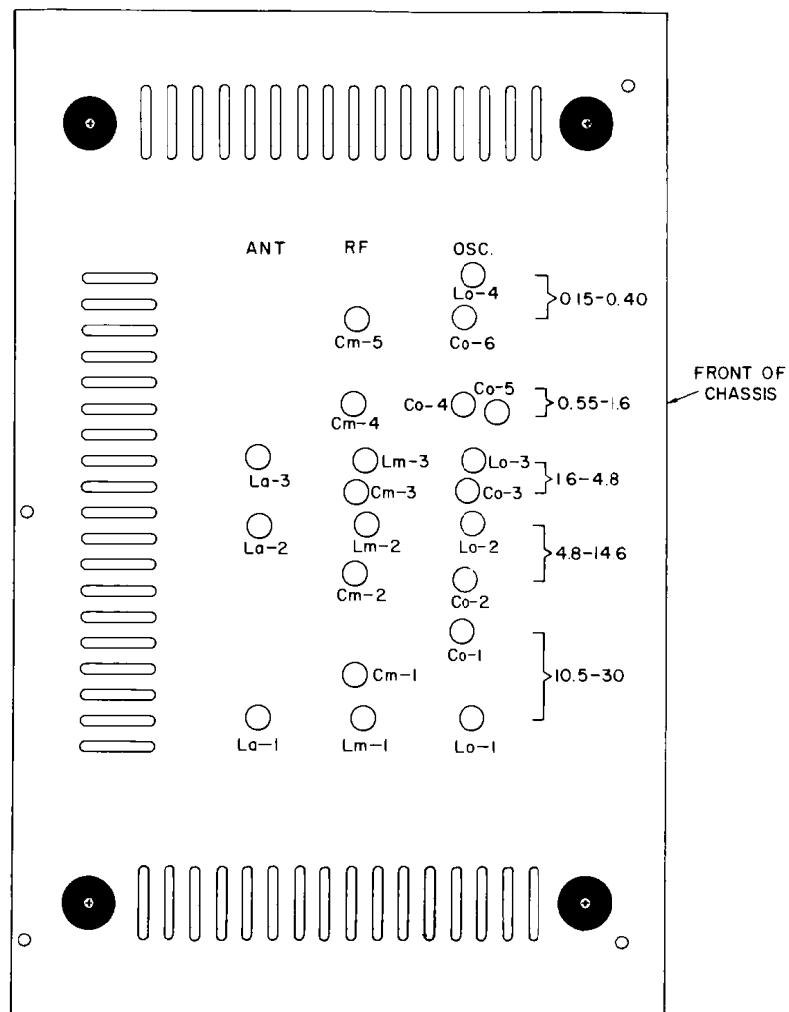 ANT RF OSC.
Lo-4
0.15-0.40
Cm-5 Co-6
Co-5
FRONT OF
CHASSIS
Co-4 0.55-1.6
Cm-4
Lm-3 Lo-3
La-3 1.6-4.8
Cm-3 Co-3
La-2 Lm-2 Lo-2
4.8-14.6
Cm-2 Co-2
Co-1
Cm-1 10.5-30
La-1 Lm-1 Lo-1